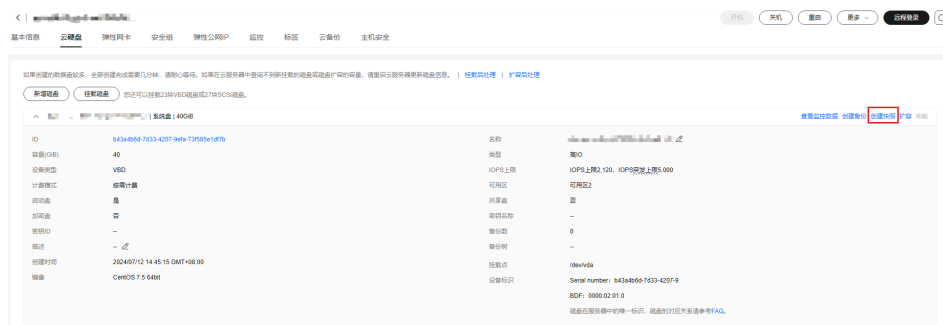 开机 关机 重启 更多 远程登录
基本信息 云硬盘 弹性网卡 安全组 弹性公网IP 监控 标签 云备份 主机安全
如果创建的数据盘较多，全部创建完成需要几分钟，请耐心等待。如果在云服务器中查询不到新挂载的磁盘或磁盘扩容的容量，请重启云服务器更新磁盘信息。 | 挂载后处理 | 扩容后处理
新增磁盘 挂载磁盘 您还可以挂载23块VBD磁盘或27块SCSI磁盘。
| 系统盘 | 40GiB 查看监控数据 创建备份 创建快照 扩容 卸载
ID b43a4b6d-7d33-4207-9efa-73f585e1df7b 名称
容量(GiB) 40 类型 高IO
设备类型 VBD IOPS上限 IOPS上限2,120，IOPS突发上限5,000
计费模式 按需计费 可用区 可用区2
启动盘 是 共享盘 否
加密盘 否 密钥名称 --
密钥ID -- 备份数 0
描述 -- 备份树 --
创建时间 2024/07/12 14:45:15 GMT+08:00 挂载点 /dev/vda
镜像 CentOS 7.5 64bit 设备标识 Serial number：b43a4b6d-7d33-4207-9
BDF：0000:02:01.0
磁盘在服务器中的唯一标识，磁盘的对应关系请参考FAQ。